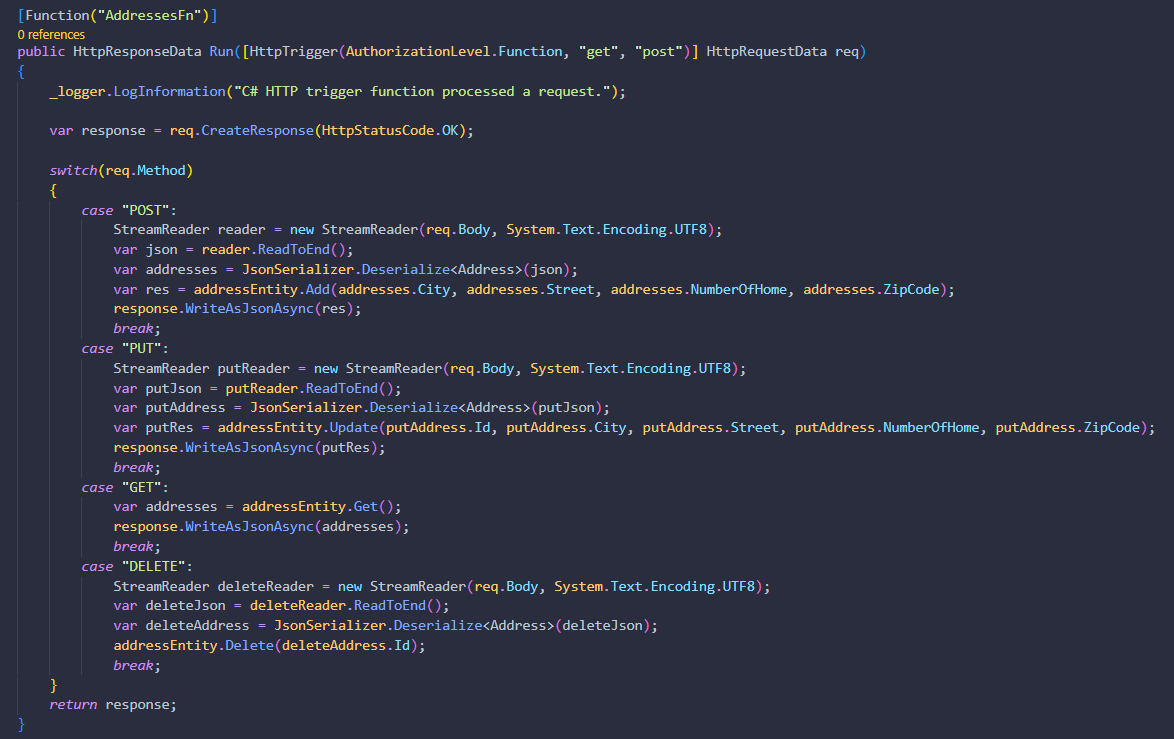 [Function("AddressesFn")]
0 references
public HttpResponseData Run([HttpTrigger(AuthorizationLevel.Function, "get", "post")] HttpRequestData req)
{
    _logger.LogInformation("C# HTTP trigger function processed a request.");

    var response = req.CreateResponse(HttpStatusCode.OK);

    switch(req.Method)
    {
        case "POST":
            StreamReader reader = new StreamReader(req.Body, System.Text.Encoding.UTF8);
            var json = reader.ReadToEnd();
            var addresses = JsonSerializer.Deserialize<Address>(json);
            var res = addressEntity.Add(addresses.City, addresses.Street, addresses.NumberOfHome, addresses.ZipCode);
            response.WriteAsJsonAsync(res);
            break;
        case "PUT":
            StreamReader putReader = new StreamReader(req.Body, System.Text.Encoding.UTF8);
            var putJson = putReader.ReadToEnd();
            var putAddress = JsonSerializer.Deserialize<Address>(putJson);
            var putRes = addressEntity.Update(putAddress.Id, putAddress.City, putAddress.Street, putAddress.NumberOfHome, putAddress.ZipCode);
            response.WriteAsJsonAsync(putRes);
            break;
        case "GET":
            var addresses = addressEntity.Get();
            response.WriteAsJsonAsync(addresses);
            break;
        case "DELETE":
            StreamReader deleteReader = new StreamReader(req.Body, System.Text.Encoding.UTF8);
            var deleteJson = deleteReader.ReadToEnd();
            var deleteAddress = JsonSerializer.Deserialize<Address>(deleteJson);
            addressEntity.Delete(deleteAddress.Id);
            break;
    }
    return response;
}